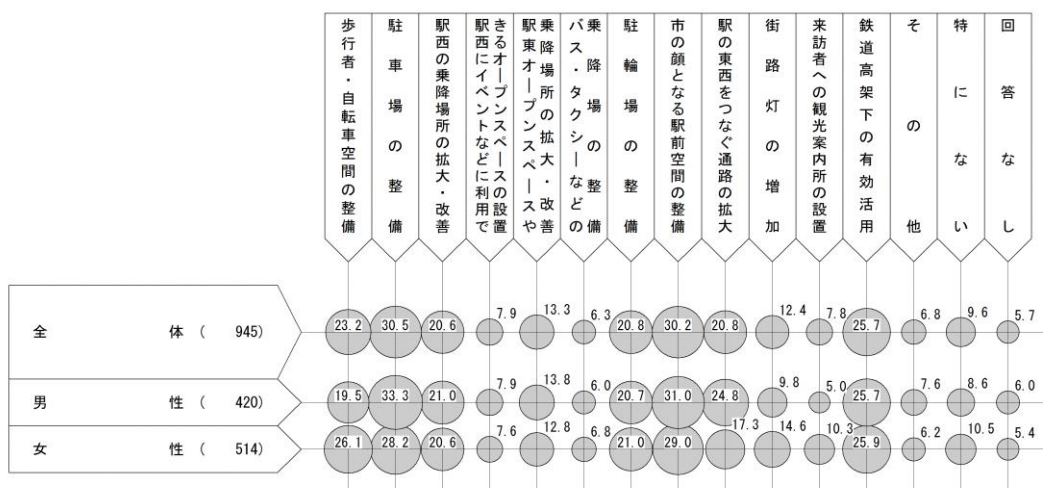 歩行者・自転車空間の整備
駐車場の整備
駅西の乗降場所の拡大・改善
駅西にイベントなどに利用で
きるオープンスペースの設置
駅東オープンスペースや
乗降場所の拡大・改善
バス・タクシーなどの
乗降場の整備
駐輪場の整備
市の顔となる駅前空間の整備
駅の東西をつなぐ通路の拡大
街路灯の増加
来訪者への観光案内所の設置
鉄道高架下の有効活用
その他
特にない
回答なし
全体 ( 945) 23.2 30.5 20.6 7.9 13.3 6.3 20.8 30.2 20.8 12.4 7.8 25.7 6.8 9.6 5.7
男性 ( 420) 19.5 33.3 21.0 7.9 13.8 6.0 20.7 31.0 24.8 9.8 5.0 25.7 7.6 8.6 6.0
女性 ( 514) 26.1 28.2 20.6 7.6 12.8 6.8 21.0 29.0 17.3 14.6 10.3 25.9 6.2 10.5 5.4